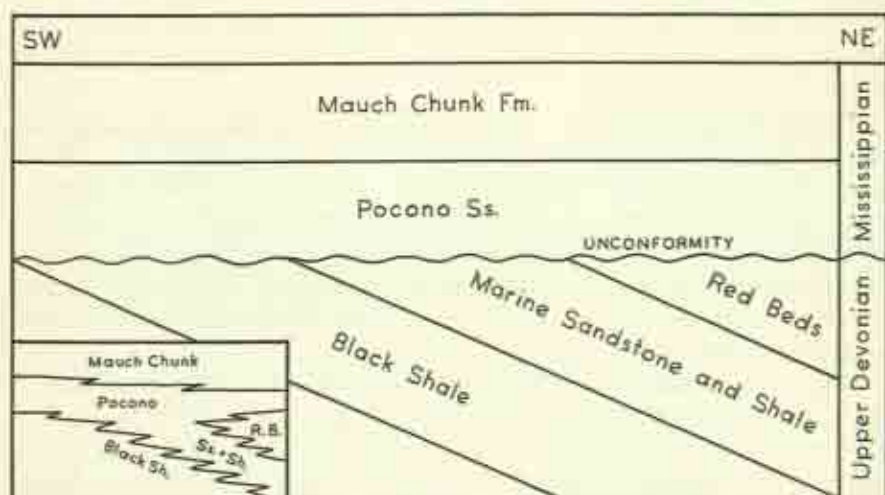 SW
NE
Mauch Chunk Fm.
Mississippian
Pocono Ss.
UNCONFORMITY
Red Beds
Marine Sandstone and Shale
Black Shale
Upper Devonian
Mauch Chunk
Pocono
R.B.
Ss.+Sh.
Black Sh.